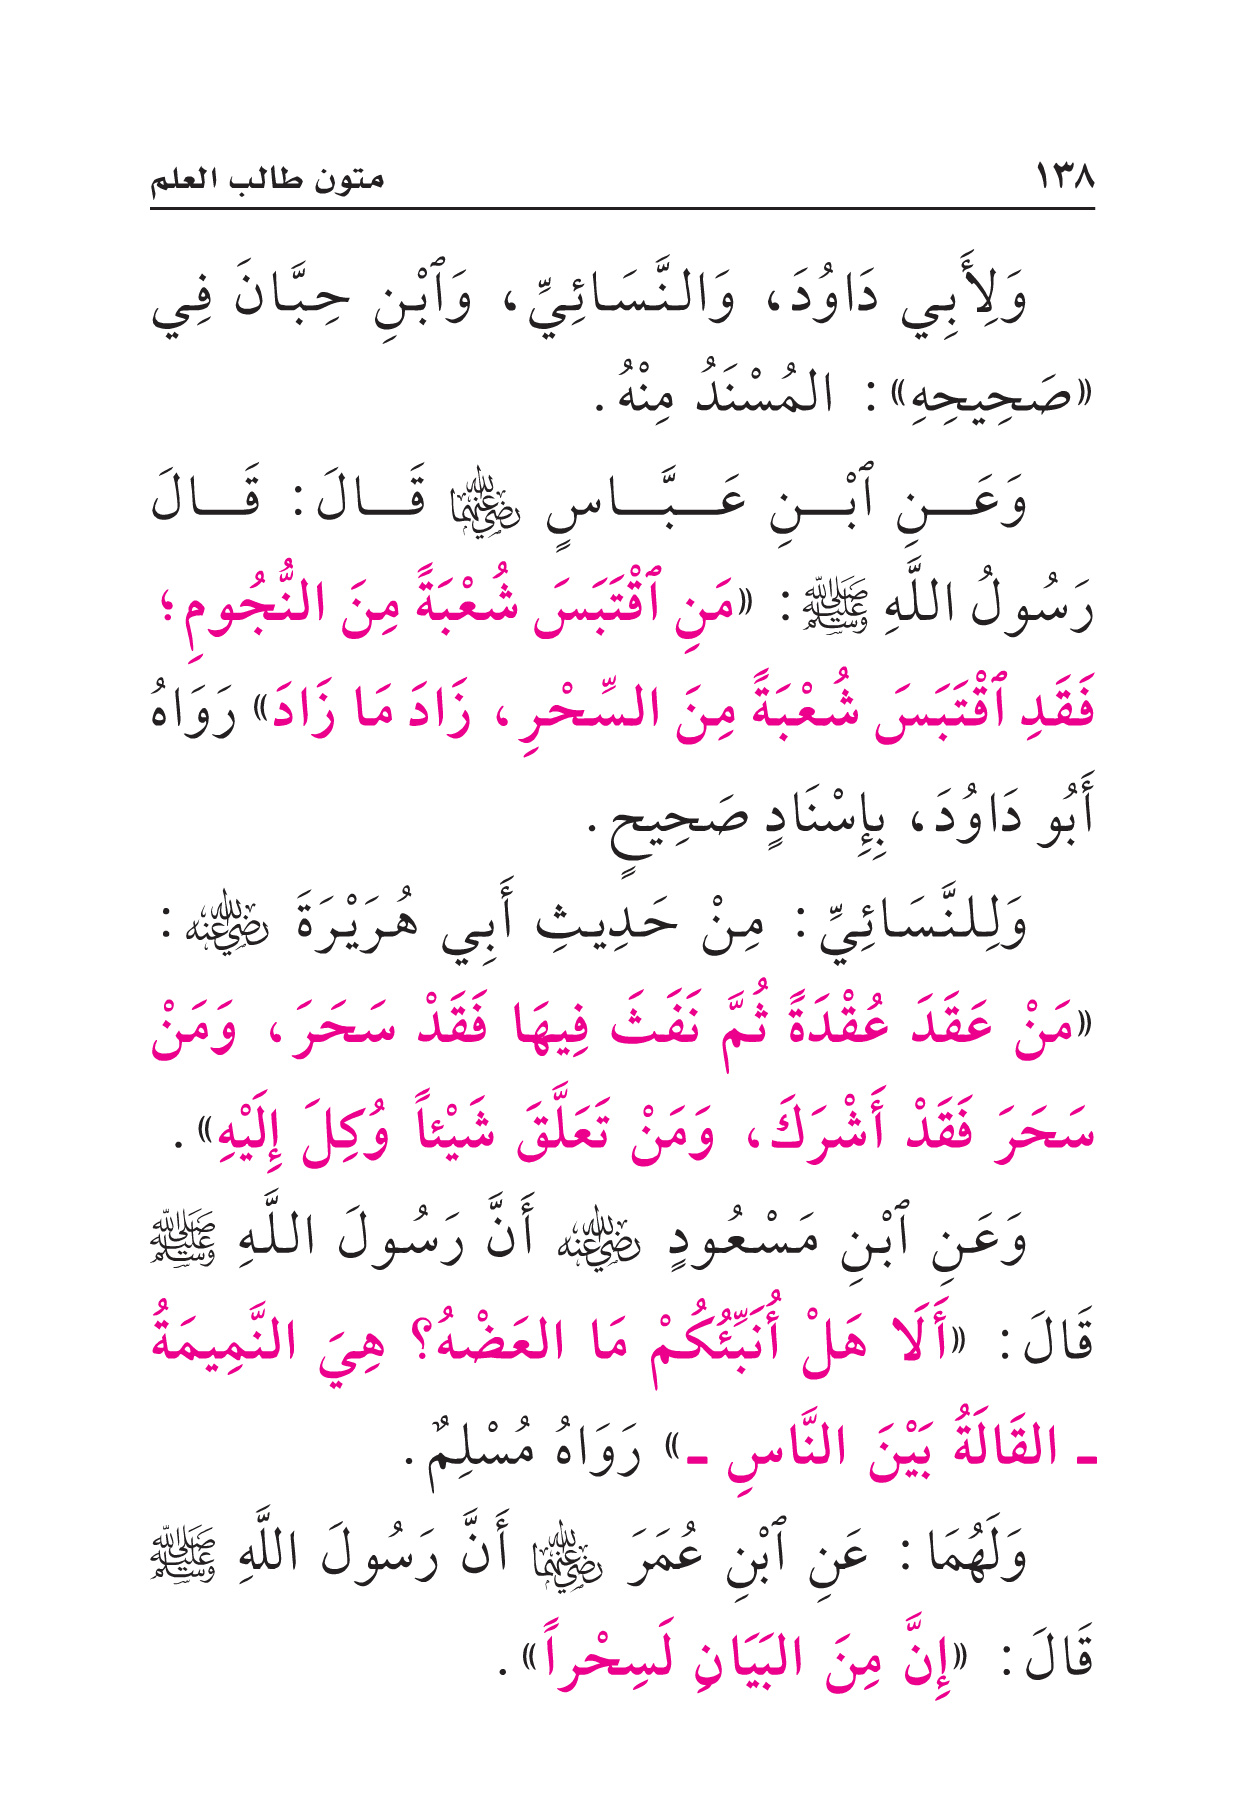 ١٣٨ متون طالب العلم
وَلِأَبِي دَاوُدَ، وَالنَّسَائِيِّ، وَٱبْنِ حِبَّانَ فِي
«صَحِيحِهِ»: المُسْنَدُ مِنْهُ.
وَعَنِ ٱبْنِ عَبَّاسٍ رضي الله عنهما قَالَ: قَالَ
رَسُولُ اللَّهِ ﷺ: «مَنِ ٱقْتَبَسَ شُعْبَةً مِنَ النُّجُومِ؛
فَقَدِ ٱقْتَبَسَ شُعْبَةً مِنَ السِّحْرِ، زَادَ مَا زَادَ» رَوَاهُ
أَبُو دَاوُدَ، بِإِسْنَادٍ صَحِيحٍ.
وَلِلنَّسَائِيِّ: مِنْ حَدِيثِ أَبِي هُرَيْرَةَ رضي الله عنه:
«مَنْ عَقَدَ عُقْدَةً ثُمَّ نَفَثَ فِيهَا فَقَدْ سَحَرَ، وَمَنْ
سَحَرَ فَقَدْ أَشْرَكَ، وَمَنْ تَعَلَّقَ شَيْئاً وُكِلَ إِلَيْهِ».
وَعَنِ ٱبْنِ مَسْعُودٍ رضي الله عنه أَنَّ رَسُولَ اللَّهِ ﷺ
قَالَ: «أَلَا هَلْ أُنَبِّئُكُمْ مَا العَضْهُ؟ هِيَ النَّمِيمَةُ
ـ القَالَةُ بَيْنَ النَّاسِ ـ» رَوَاهُ مُسْلِمٌ.
وَلَهُمَا: عَنِ ٱبْنِ عُمَرَ رضي الله عنهما أَنَّ رَسُولَ اللَّهِ ﷺ
قَالَ: «إِنَّ مِنَ البَيَانِ لَسِحْراً».